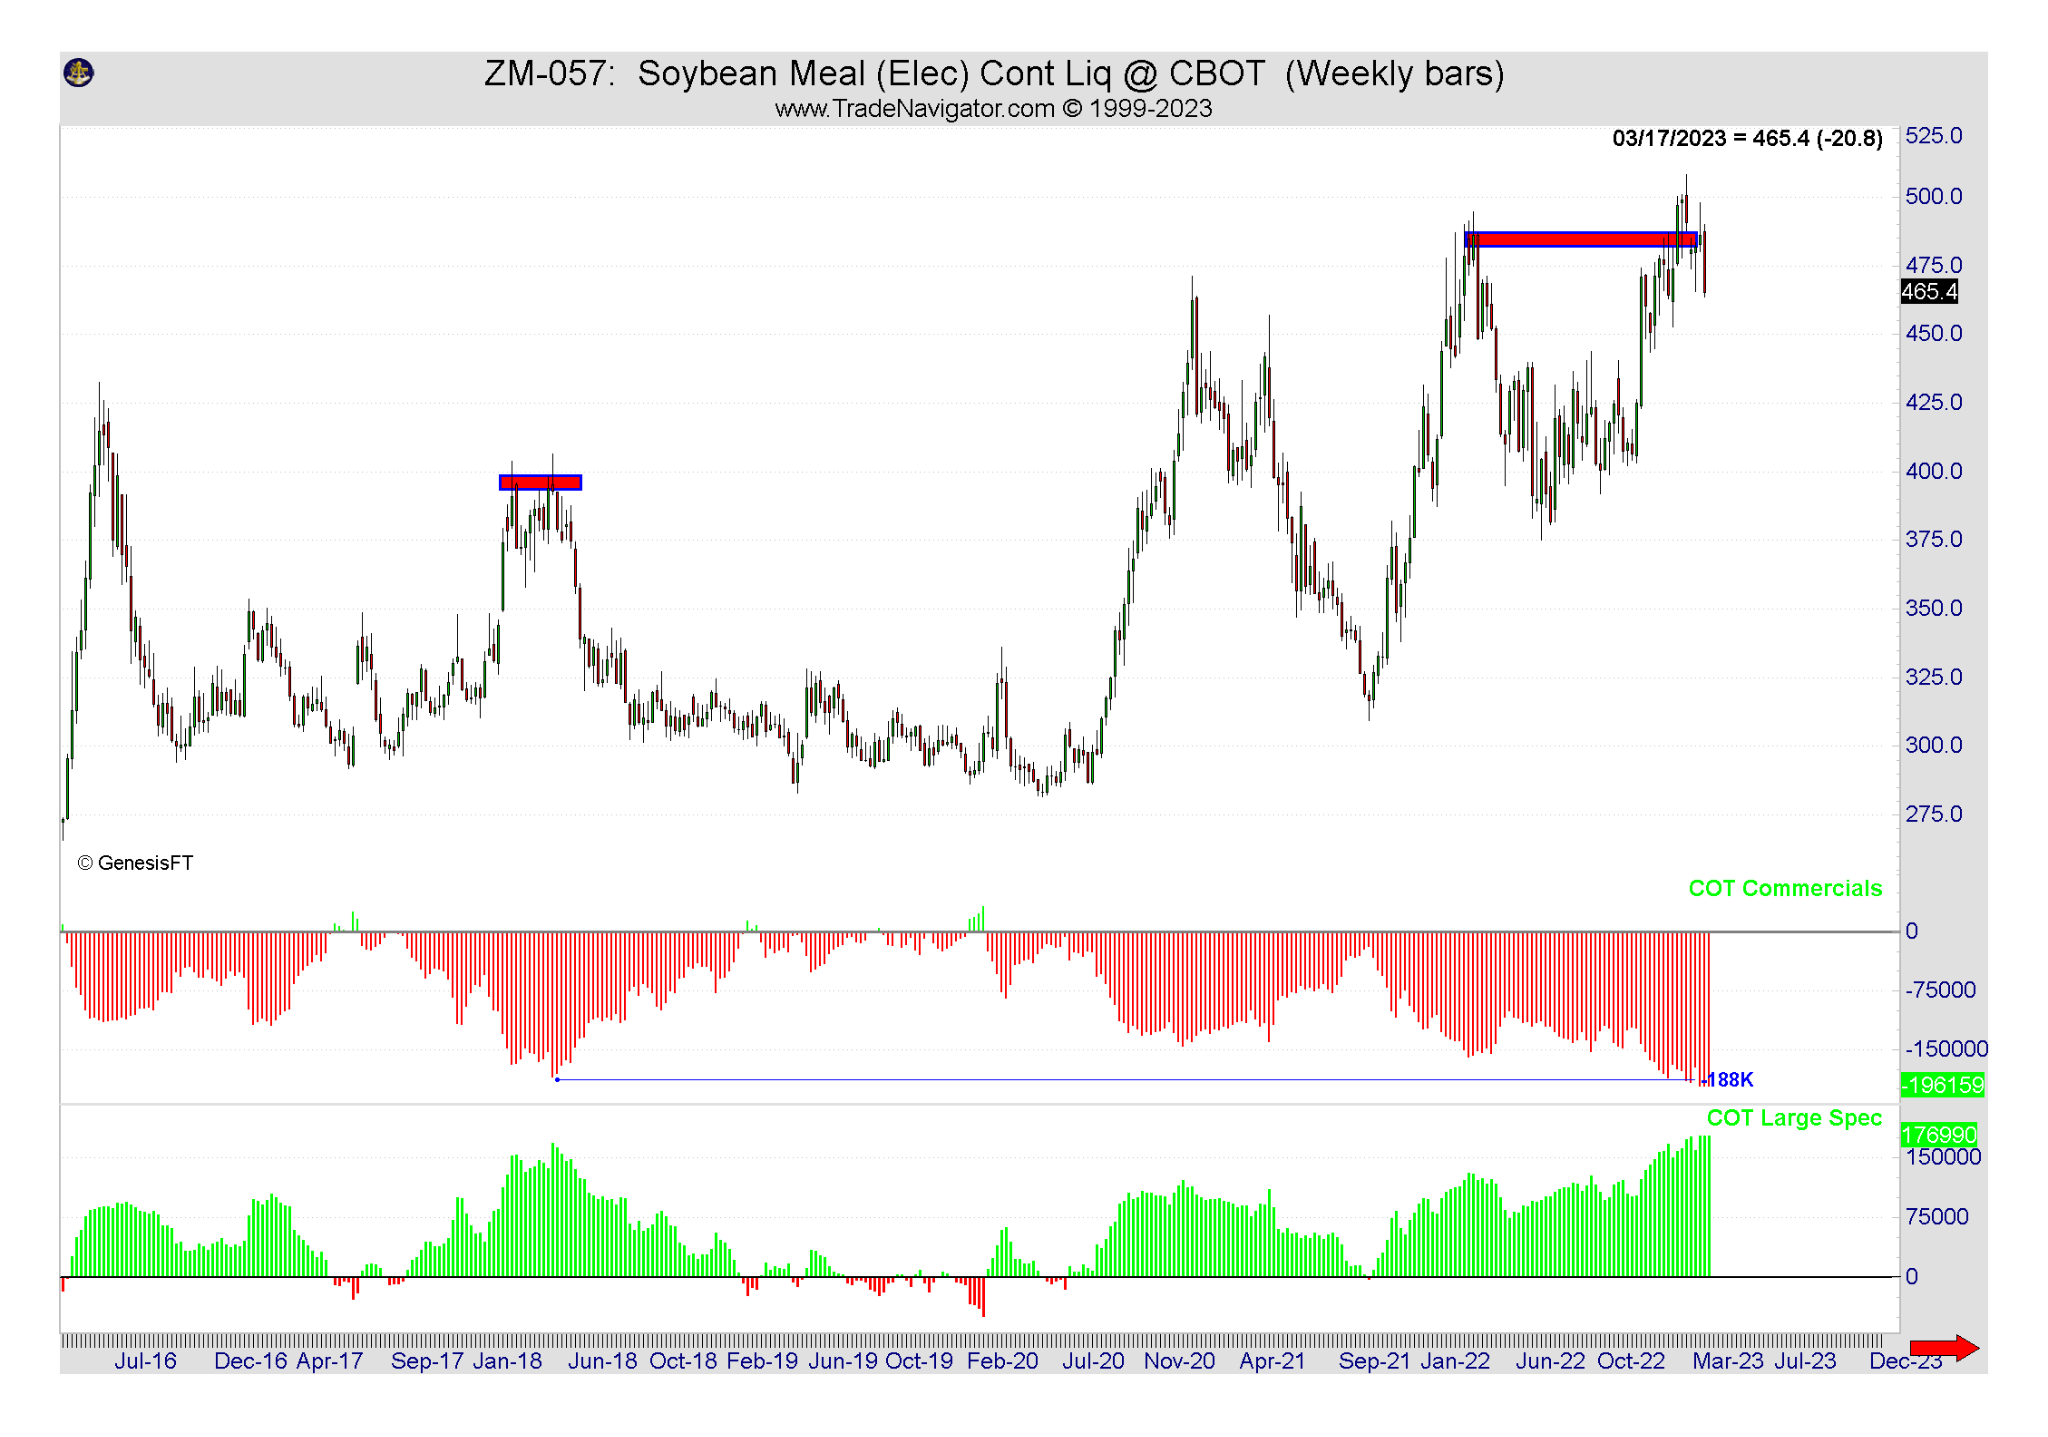 ZM-057: Soybean Meal (Elec) Cont Liq @ CBOT (Weekly bars)
www.TradeNavigator.com © 1999-2023
03/17/2023 = 465.4 (-20.8)
525.0
500.0
475.0
465.4
450.0
425.0
400.0
375.0
350.0
325.0
300.0
275.0
© GenesisFT
COT Commercials
0
-75000
-150000
-188K
-196159
COT Large Spec
176990
150000
75000
0
Jul-16 Dec-16 Apr-17 Sep-17 Jan-18 Jun-18 Oct-18 Feb-19 Jun-19 Oct-19 Feb-20 Jul-20 Nov-20 Apr-21 Sep-21 Jan-22 Jun-22 Oct-22 Mar-23 Jul-23 Dec-23